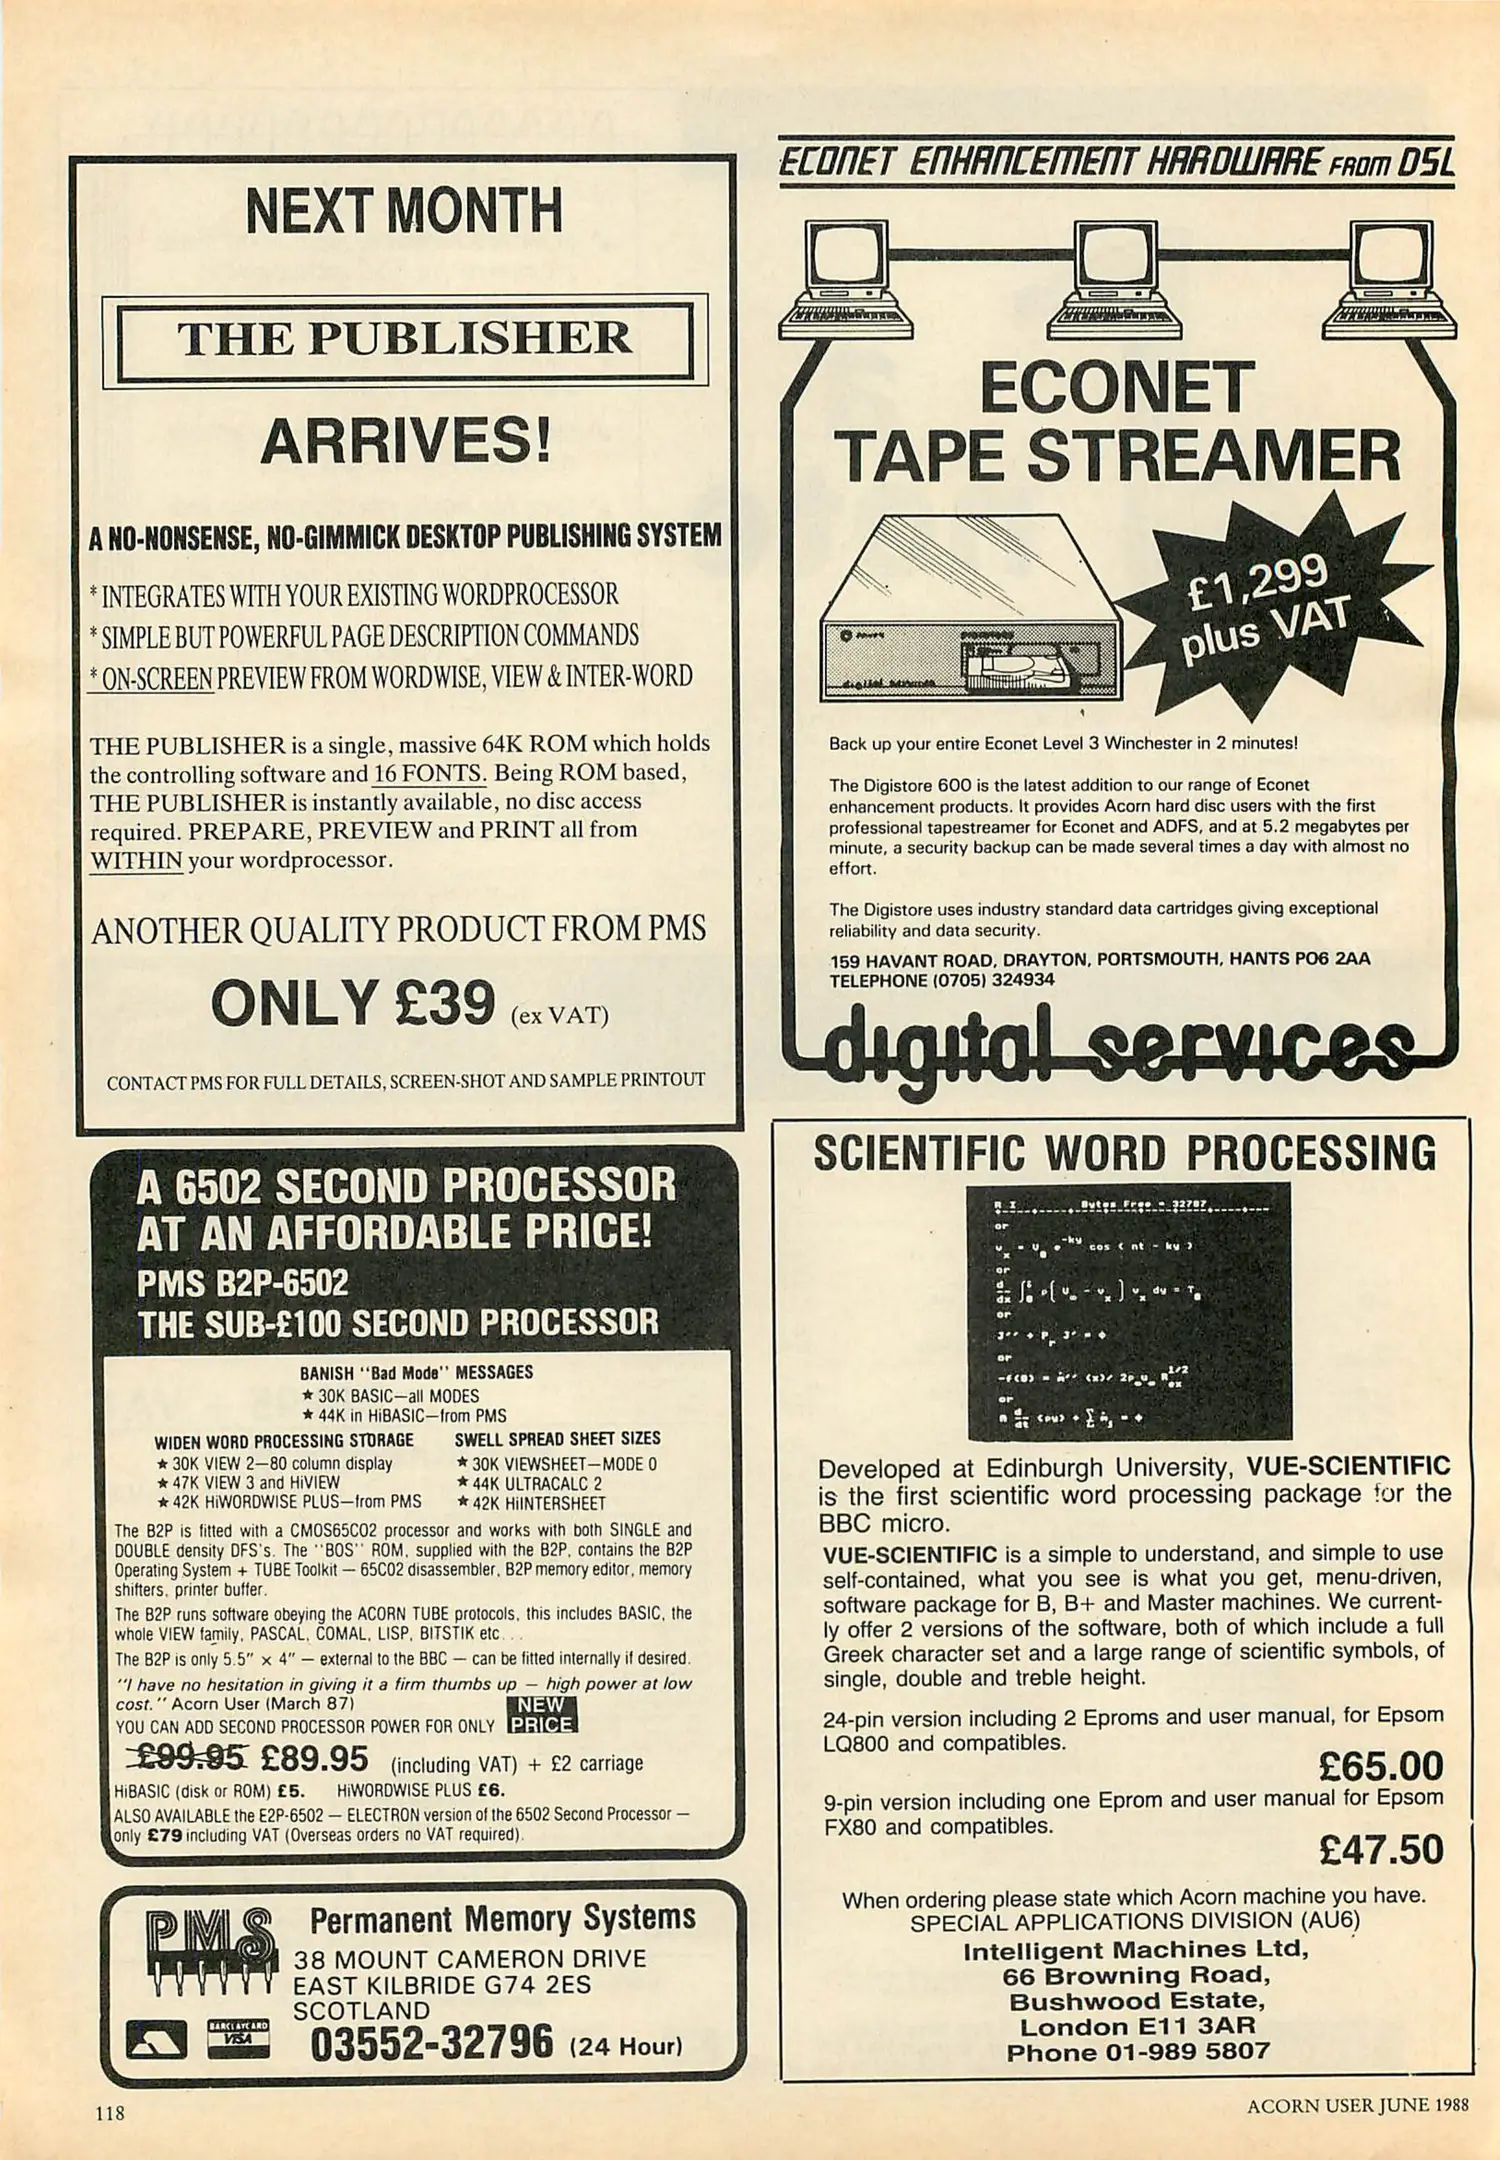 NEXT MONTH
THE PUBLISHER
ARRIVES!
A NO-NONSENSE, NO-GIMMICK DESKTOP PUBLISHING SYSTEM
* INTEGRATES WITH YOUR EXISTING WORDPROCESSOR
* SIMPLE BUT POWERFUL PAGE DESCRIPTION COMMANDS
* ON-SCREEN PREVIEW FROM WORDWISE, VIEW & INTER-WORD
THE PUBLISHER is a single, massive 64K ROM which holds
the controlling software and 16 FONTS. Being ROM based,
THE PUBLISHER is instantly available, no disc access
required. PREPARE, PREVIEW and PRINT all from
WITHIN your wordprocessor.
ANOTHER QUALITY PRODUCT FROM PMS
ONLY £39 (ex VAT)
CONTACT PMS FOR FULL DETAILS, SCREEN-SHOT AND SAMPLE PRINTOUT
A 6502 SECOND PROCESSOR
AT AN AFFORDABLE PRICE!
PMS B2P-6502
THE SUB-£100 SECOND PROCESSOR
BANISH "Bad Mode" MESSAGES
★ 30K BASIC—all MODES
★ 44K in HiBASIC—from PMS
WIDEN WORD PROCESSING STORAGE
★ 30K VIEW 2—80 column display
★ 47K VIEW 3 and HiVIEW
★ 42K HiWORDWISE PLUS—from PMS
SWELL SPREAD SHEET SIZES
★ 30K VIEWSHEET—MODE 0
★ 44K ULTRACALC 2
★ 42K HiINTERSHEET
The B2P is fitted with a CMOS65C02 processor and works with both SINGLE and
DOUBLE density DFS's. The "BOS" ROM, supplied with the B2P, contains the B2P
Operating System + TUBE Toolkit — 65C02 disassembler, B2P memory editor, memory
shifters, printer buffer.
The B2P runs software obeying the ACORN TUBE protocols, this includes BASIC, the
whole VIEW family, PASCAL, COMAL, LISP, BITSTIK etc...
The B2P is only 5.5" × 4" — external to the BBC — can be fitted internally if desired.
"I have no hesitation in giving it a firm thumbs up — high power at low
cost." Acorn User (March 87)
YOU CAN ADD SECOND PROCESSOR POWER FOR ONLY NEW PRICE
£99.95 £89.95 (including VAT) + £2 carriage
HiBASIC (disk or ROM) £5. HiWORDWISE PLUS £6.
ALSO AVAILABLE the E2P-6502 — ELECTRON version of the 6502 Second Processor —
only £79 including VAT (Overseas orders no VAT required).
PMS
Permanent Memory Systems
38 MOUNT CAMERON DRIVE
EAST KILBRIDE G74 2ES
SCOTLAND
BARCLAYCARD
VISA
03552-32796 (24 Hour)
ECONET ENHANCEMENT HARDWARE FROM DSL
ECONET
TAPE STREAMER
£1,299
plus VAT
Back up your entire Econet Level 3 Winchester in 2 minutes!
The Digistore 600 is the latest addition to our range of Econet
enhancement products. It provides Acorn hard disc users with the first
professional tapestreamer for Econet and ADFS, and at 5.2 megabytes per
minute, a security backup can be made several times a day with almost no
effort.
The Digistore uses industry standard data cartridges giving exceptional
reliability and data security.
159 HAVANT ROAD, DRAYTON, PORTSMOUTH, HANTS PO6 2AA
TELEPHONE (0705) 324934
digital services
SCIENTIFIC WORD PROCESSING
R I Bytes Free = 32707
or
or
or
or
or
Developed at Edinburgh University, VUE-SCIENTIFIC
is the first scientific word processing package for the
BBC micro.
VUE-SCIENTIFIC is a simple to understand, and simple to use
self-contained, what you see is what you get, menu-driven,
software package for B, B+ and Master machines. We current-
ly offer 2 versions of the software, both of which include a full
Greek character set and a large range of scientific symbols, of
single, double and treble height.
24-pin version including 2 Eproms and user manual, for Epsom
LQ800 and compatibles.
£65.00
9-pin version including one Eprom and user manual for Epsom
FX80 and compatibles.
£47.50
When ordering please state which Acorn machine you have.
SPECIAL APPLICATIONS DIVISION (AU6)
Intelligent Machines Ltd,
66 Browning Road,
Bushwood Estate,
London E11 3AR
Phone 01-989 5807
118
ACORN USER JUNE 1988